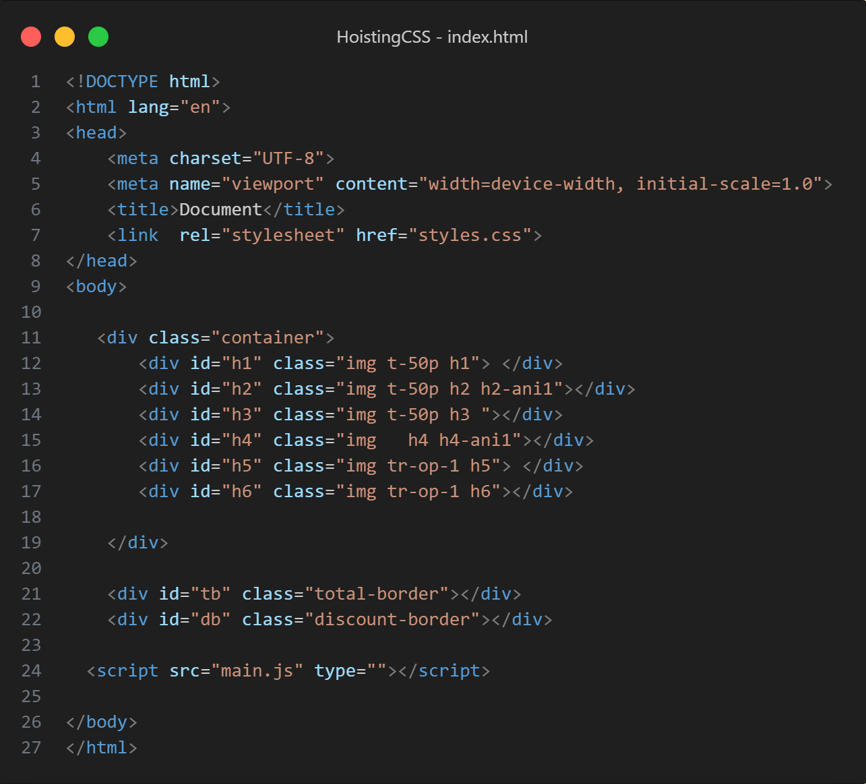 HoistingCSS - index.html
1 <!DOCTYPE html>
2 <html lang="en">
3 <head>
4     <meta charset="UTF-8">
5     <meta name="viewport" content="width=device-width, initial-scale=1.0">
6     <title>Document</title>
7     <link  rel="stylesheet" href="styles.css">
8 </head>
9 <body>
10
11    <div class="container">
12        <div id="h1" class="img t-50p h1"> </div>
13        <div id="h2" class="img t-50p h2 h2-ani1"></div>
14        <div id="h3" class="img t-50p h3 "></div>
15        <div id="h4" class="img   h4 h4-ani1"></div>
16        <div id="h5" class="img tr-op-1 h5"> </div>
17        <div id="h6" class="img tr-op-1 h6"></div>
18
19     </div>
20
21     <div id="tb" class="total-border"></div>
22     <div id="db" class="discount-border"></div>
23
24   <script src="main.js" type=""></script>
25
26 </body>
27 </html>